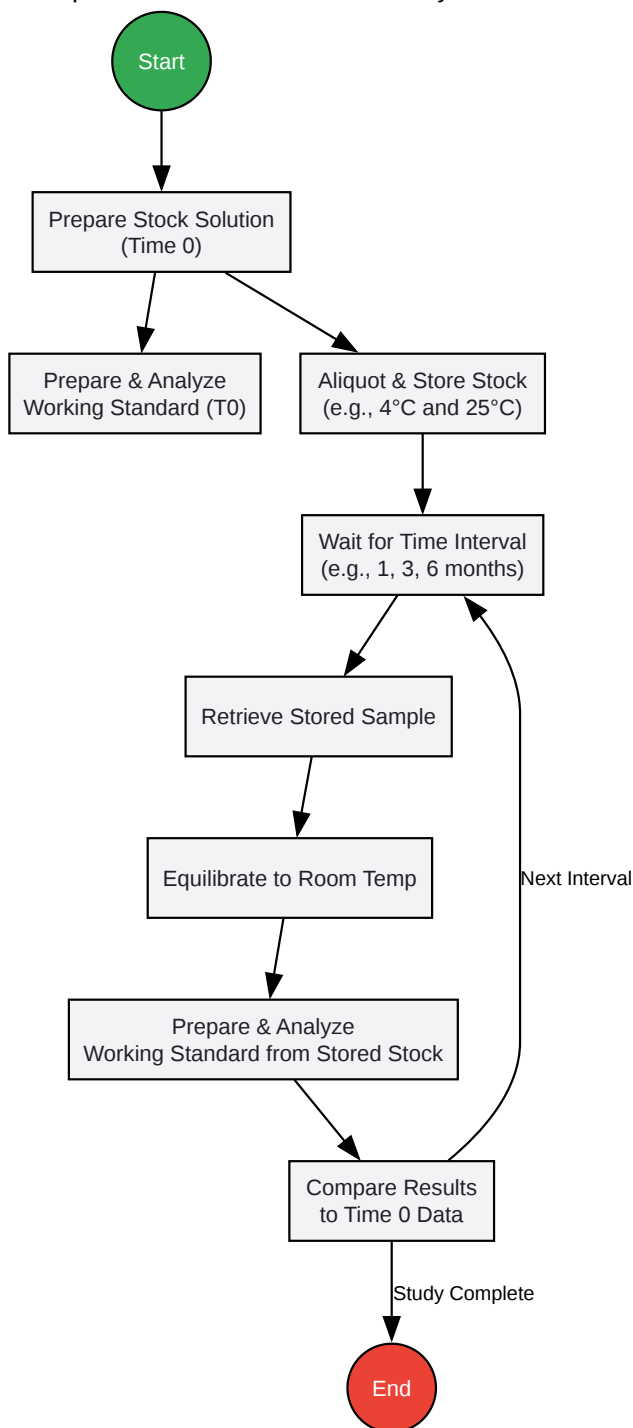 Start
Prepare Stock Solution
(Time 0)
Prepare & Analyze
Working Standard (T0)
Aliquot & Store Stock
(e.g., 4°C and 25°C)
Wait for Time Interval
(e.g., 1, 3, 6 months)
Retrieve Stored Sample
Equilibrate to Room Temp
Next Interval
Prepare & Analyze
Working Standard from Stored Stock
Compare Results
to Time 0 Data
Study Complete
End